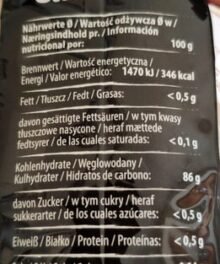 Nährwerte Ø / Wartość odżywcza Ø w /
Næringsindhold pr. / Información
nutricional por: 100 g
Brennwert / Wartość energetyczna /
Energi / Valor energético: 1470 kJ / 346 kcal
Fett / Tłuszcz / Fedt / Grasas: < 0,5 g
davon gesättigte Fettsäuren / w tym kwasy
tłuszczowe nasycone / heraf mættede
fedtsyrer / de las cuales saturadas: < 0,1 g
Kohlenhydrate / Węglowodany /
Kulhydrater / Hidratos de carbono: 86 g
davon Zucker / w tym cukry / heraf
sukkerarter / de los cuales azúcares: < 0,5 g
Eiweiß / Białko / Protein / Proteínas: < 0,5 g